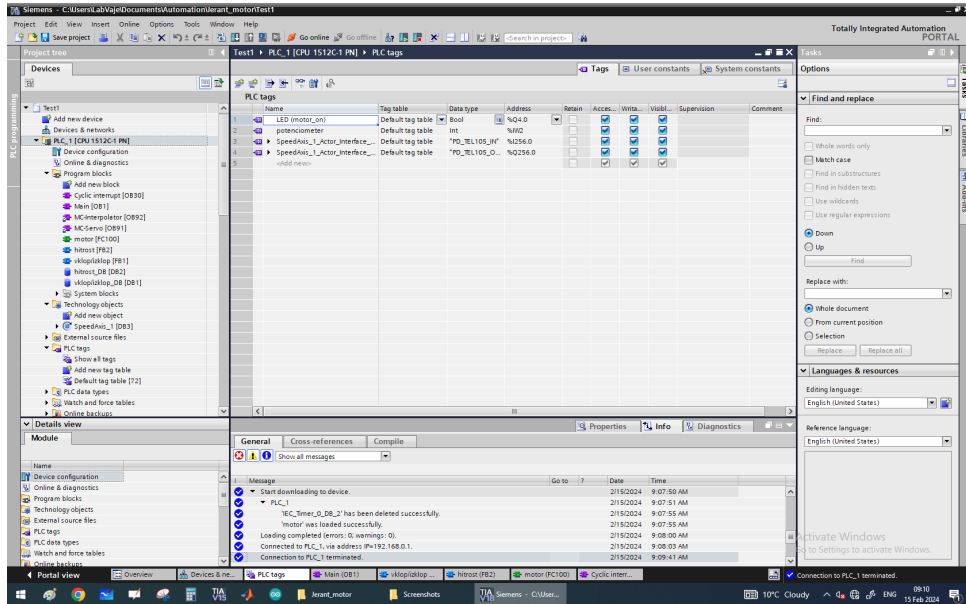 Siemens - C:\Users\LabVaje\Documents\Automation\Jerant_motor\Test1
Project Edit View Insert Online Options Tools Window Help
Save project Go online Go offline <Search in project>
Totally Integrated Automation
PORTAL
Project tree
Test1 PLC_1 [CPU 1512C-1 PN] PLC tags
Tasks
Devices
Tags User constants System constants
Options
PLC tags
Find and replace
Name Tag table Data type Address Retain Acces... Writa... Visibl... Supervision Comment
1 LED (motor_on) Default tag table Bool %Q4.0
2 potenciometer Default tag table Int %IW2
3 SpeedAxis_1_Actor_Interface_... Default tag table "PD_TEL105_IN" %I256.0
4 SpeedAxis_1_Actor_Interface_... Default tag table "PD_TEL105_O... %Q256.0
5 <Add new>
Test1
Add new device
Devices & networks
PLC_1 [CPU 1512C-1 PN]
Device configuration
Online & diagnostics
Program blocks
Add new block
Cyclic interrupt [OB30]
Main [OB1]
MC-Interpolator [OB92]
MC-Servo [OB91]
motor [FC100]
hitrost [FB2]
vklop/izklop [FB1]
hitrost_DB [DB2]
vklop/izklop_DB [DB1]
System blocks
Technology objects
Add new object
SpeedAxis_1 [DB3]
External source files
PLC tags
Show all tags
Add new tag table
Default tag table [72]
PLC data types
Watch and force tables
Online backups
PLC programming
Find:
Whole words only
Match case
Find in substructures
Find in hidden texts
Use wildcards
Use regular expressions
Down
Up
Find
Replace with:
Whole document
From current position
Selection
Replace Replace all
Languages & resources
Editing language:
English (United States)
Reference language:
English (United States)
Tasks
Libraries
Add-ins
Details view
Module
Name
Device configuration
Online & diagnostics
Program blocks
Technology objects
External source files
PLC tags
PLC data types
Watch and force tables
Online backups
Properties Info Diagnostics
General Cross-references Compile
Show all messages
! Message Go to ? Date Time
Start downloading to device. 2/15/2024 9:07:50 AM
PLC_1 2/15/2024 9:07:51 AM
'IEC_Timer_0_DB_2' has been deleted successfully. 2/15/2024 9:07:55 AM
'motor' was loaded successfully. 2/15/2024 9:07:55 AM
Loading completed (errors: 0; warnings: 0). 2/15/2024 9:08:00 AM
Connected to PLC_1, via address IP=192.168.0.1. 2/15/2024 9:08:03 AM
Connection to PLC_1 terminated. 2/15/2024 9:09:41 AM
Activate Windows
Go to Settings to activate Windows.
Portal view Overview Devices & ne... PLC tags Main (OB1) vklop/izklop ... hitrost (FB2) motor (FC100) Cyclic interr... Connection to PLC_1 terminated.
Jerant_motor Screenshots Siemens - C:\User... 10°C Cloudy ENG 09:10
15 Feb 2024